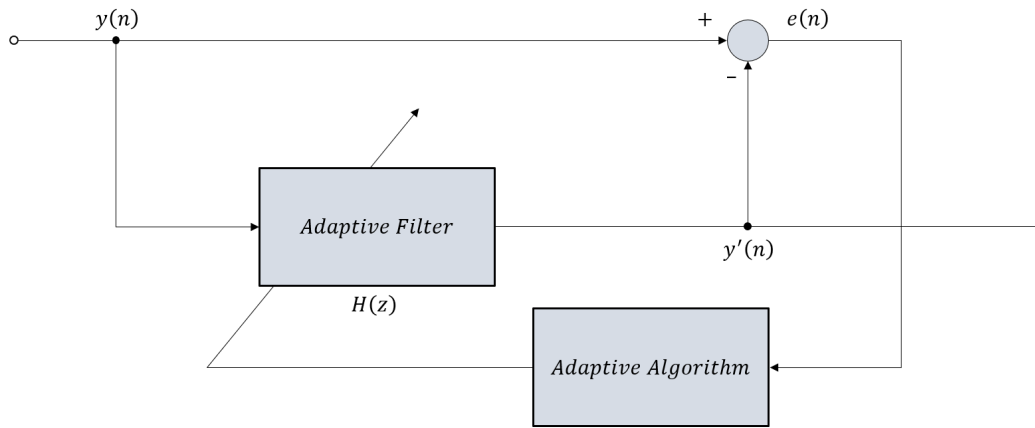 y(n)
+
e(n)
−
Adaptive Filter
y′(n)
H(z)
Adaptive Algorithm